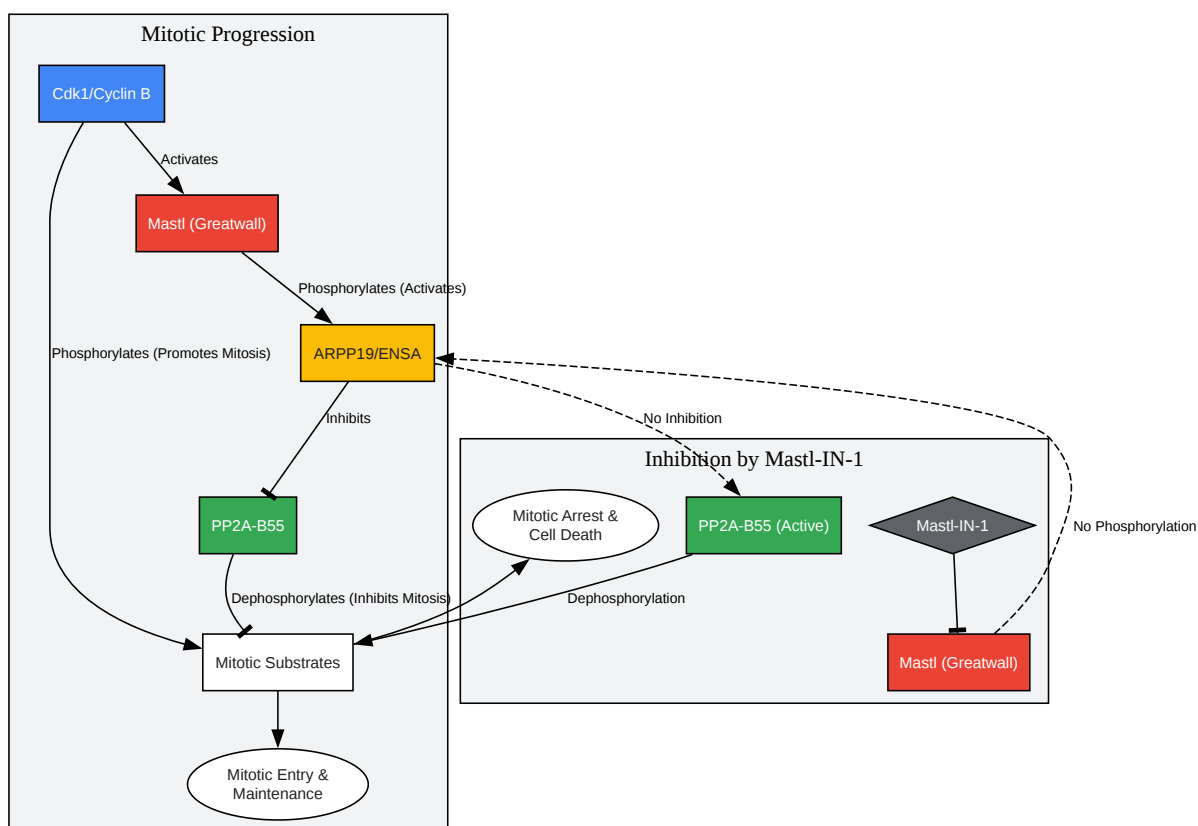 Mitotic Progression
Cdk1/Cyclin B
Activates
Mastl (Greatwall)
Phosphorylates (Activates)
Phosphorylates (Promotes Mitosis)
ARPP19/ENSA
Inhibits
No Inhibition
Inhibition by Mastl-IN-1
PP2A-B55
Mitotic Arrest &
Cell Death
PP2A-B55 (Active)
Mastl-IN-1
No Phosphorylation
Dephosphorylates (Inhibits Mitosis)
Dephosphorylation
Mitotic Substrates
Mastl (Greatwall)
Mitotic Entry &
Maintenance